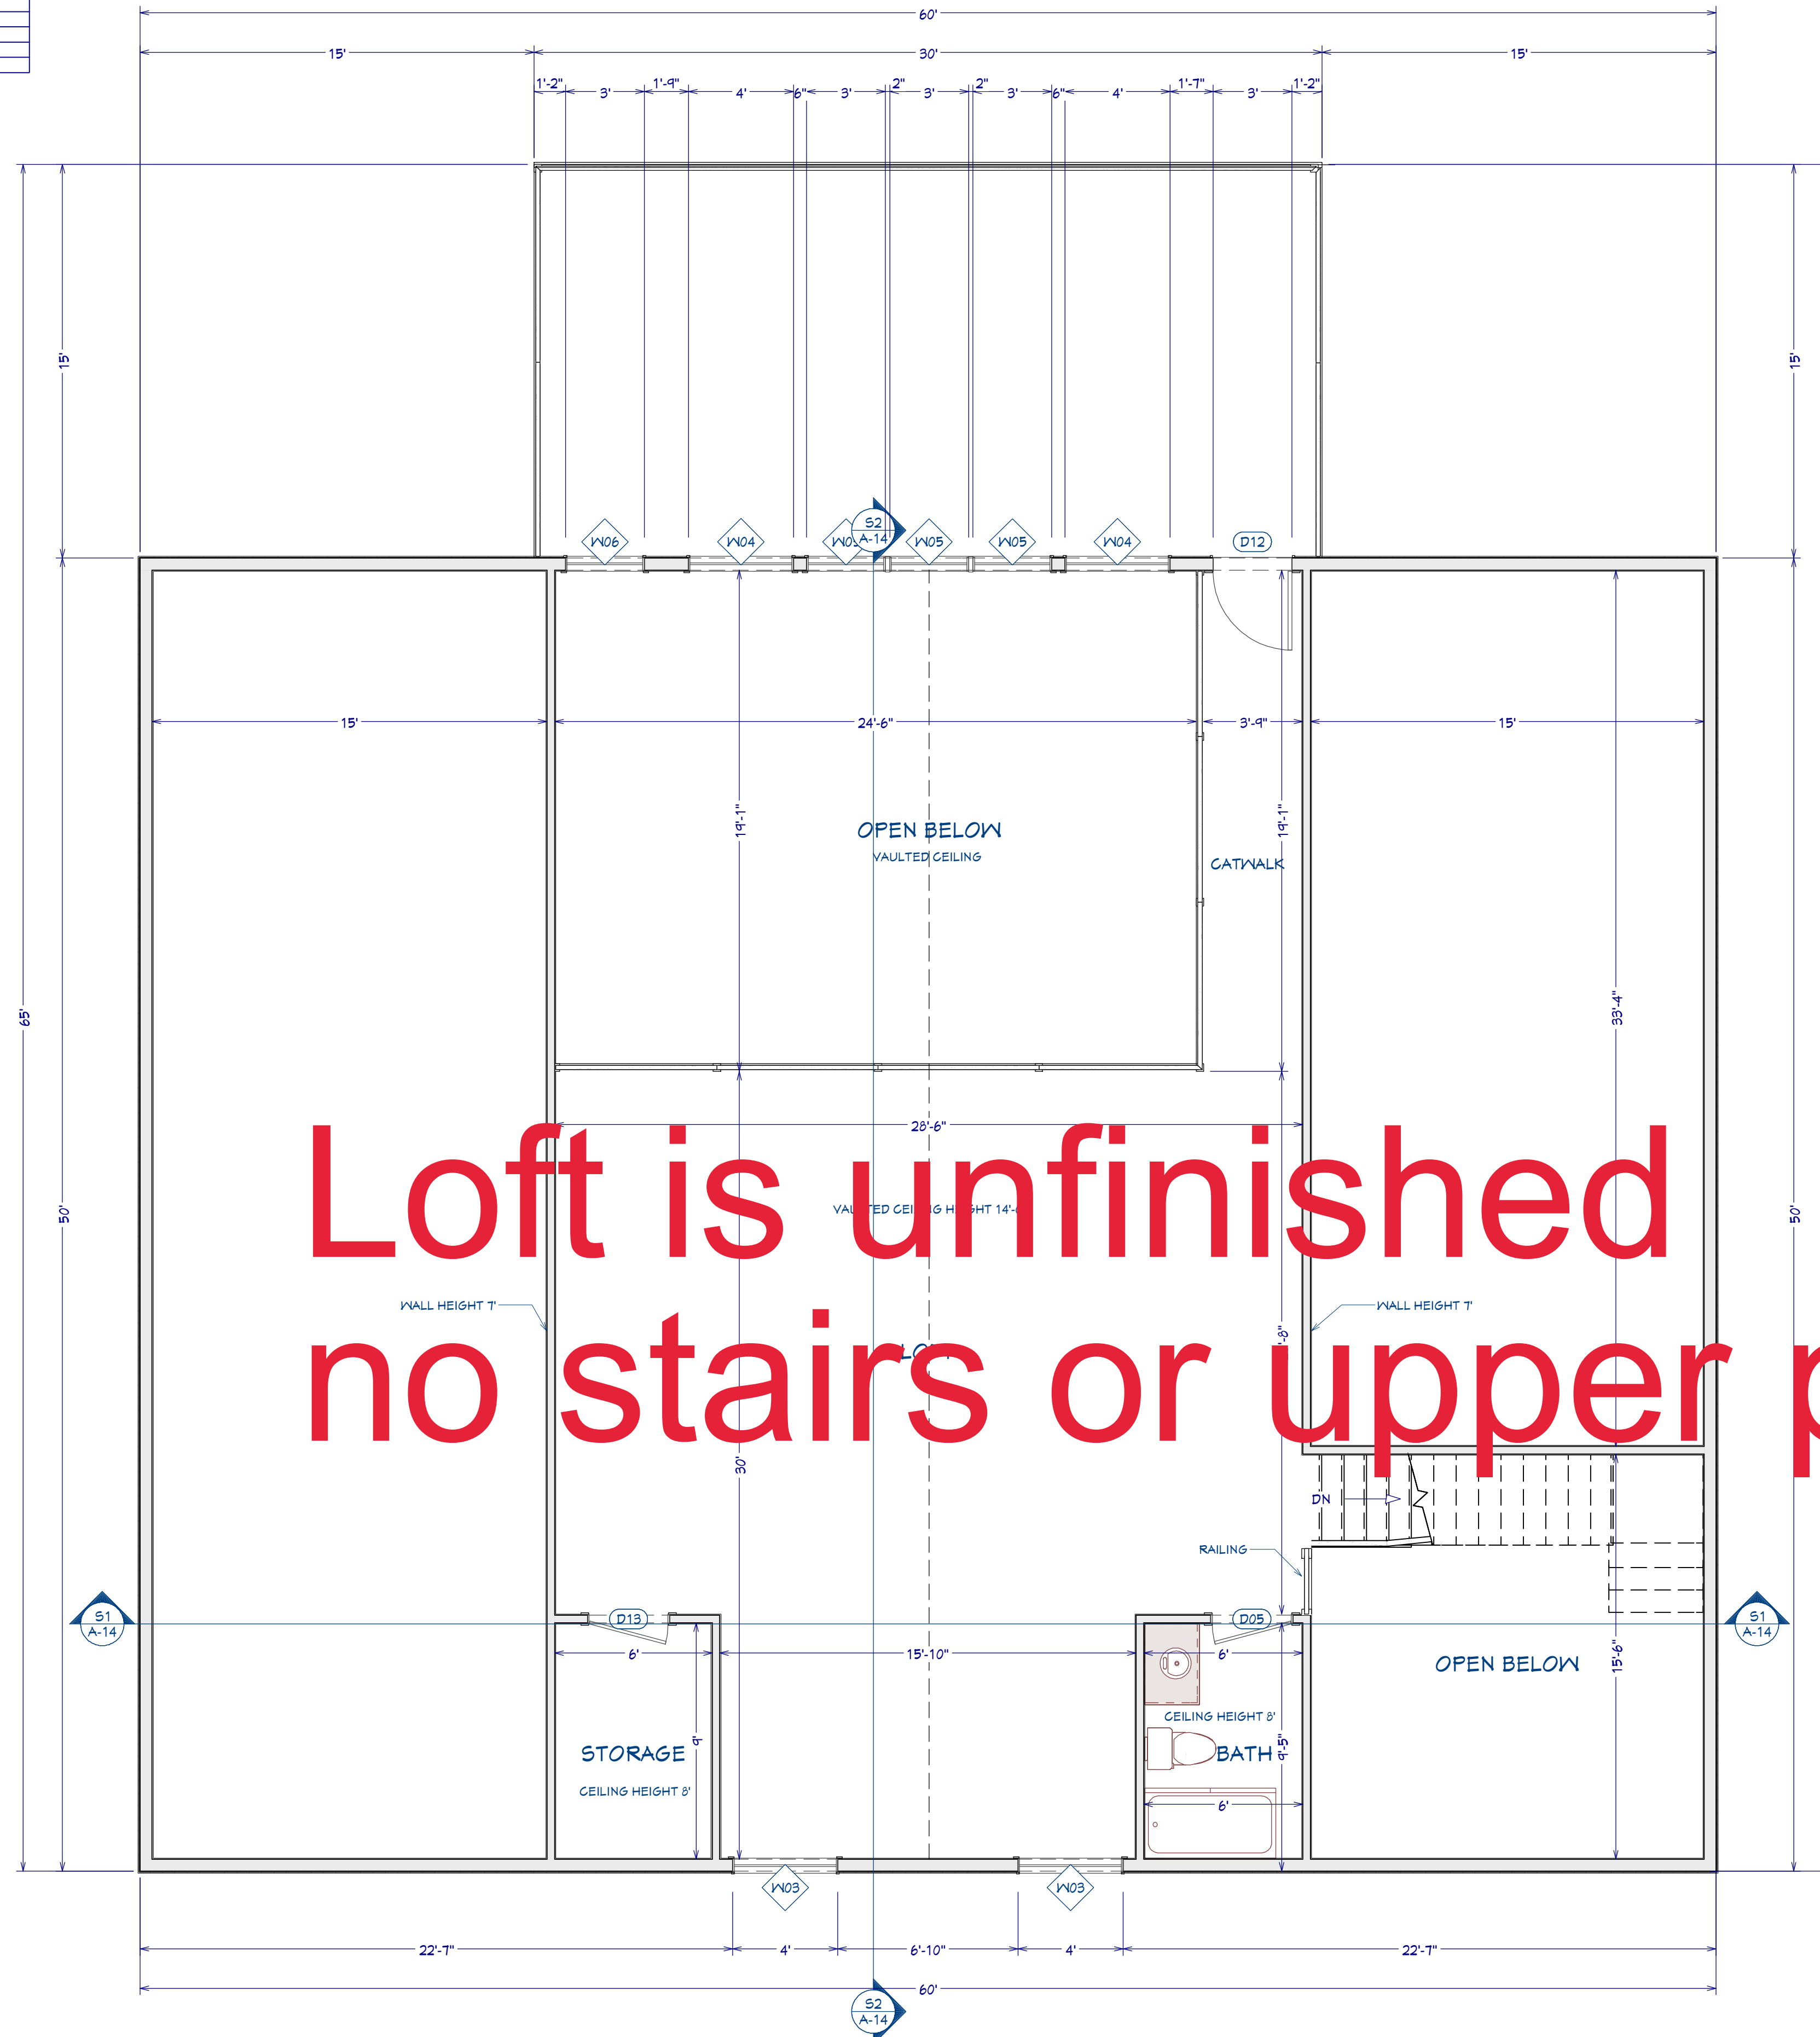 60'
15' 30' 15'
1'-2" 3' 1'-9" 4' 6" 3' 2" 3' 2" 3' 6" 4' 1'-7" 3' 1'-2"
15' 15'
S2
A-14
W06 W04 W05 W05 W04 D12
15' 24'-6" 3'-9" 15'
19'-1" 19'-1"
OPEN BELOW
VAULTED CEILING
CATWALK
65' 33'-4"
28'-6"
Loft is unfinished
VAULTED CEILING HEIGHT
50' 50'
WALL HEIGHT 7' WALL HEIGHT 7'
no stairs or upper
LOFT
30'
DN
RAILING
S1
A-14
D13 D05
S1
A-14
6' 15'-10" 6'
OPEN BELOW
15'-6"
CEILING HEIGHT 8'
STORAGE 9' BATH 9'-5"
CEILING HEIGHT 8'
6'
W03 W03
22'-7" 4' 6'-10" 4' 22'-7"
60'
S2
A-14